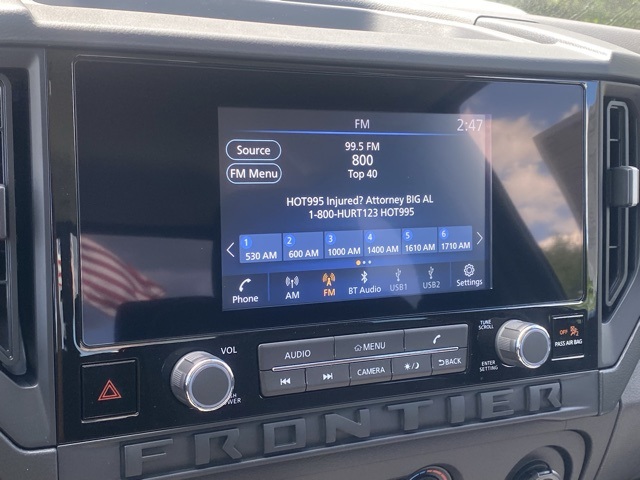 FM
2:47
Source
99.5 FM
800
FM Menu
Top 40
HOT995 Injured? Attorney BIG AL
1-800-HURT123 HOT995
1 2 3 4 5 6
530 AM 600 AM 1000 AM 1400 AM 1610 AM 1710 AM
Phone AM FM BT Audio USB1 USB2 Settings
VOL
AUDIO MENU
TUNE
SCROLL
CAMERA BACK
ENTER
SETTING
POWER
OFF
PASS AIR BAG
FRONTIER